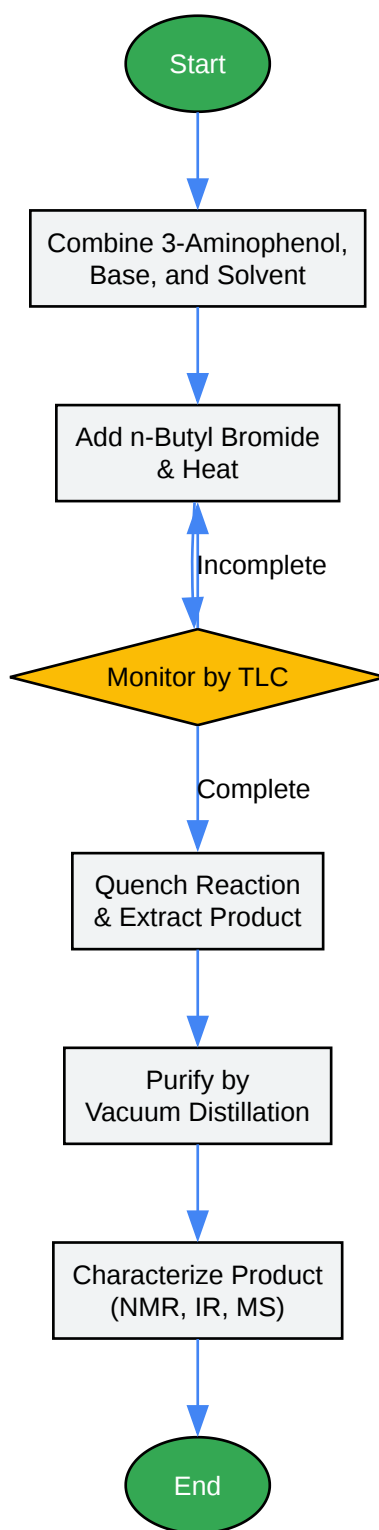 Start
Combine 3-Aminophenol,
Base, and Solvent
Add n-Butyl Bromide
& Heat
Incomplete
Monitor by TLC
Complete
Quench Reaction
& Extract Product
Purify by
Vacuum Distillation
Characterize Product
(NMR, IR, MS)
End